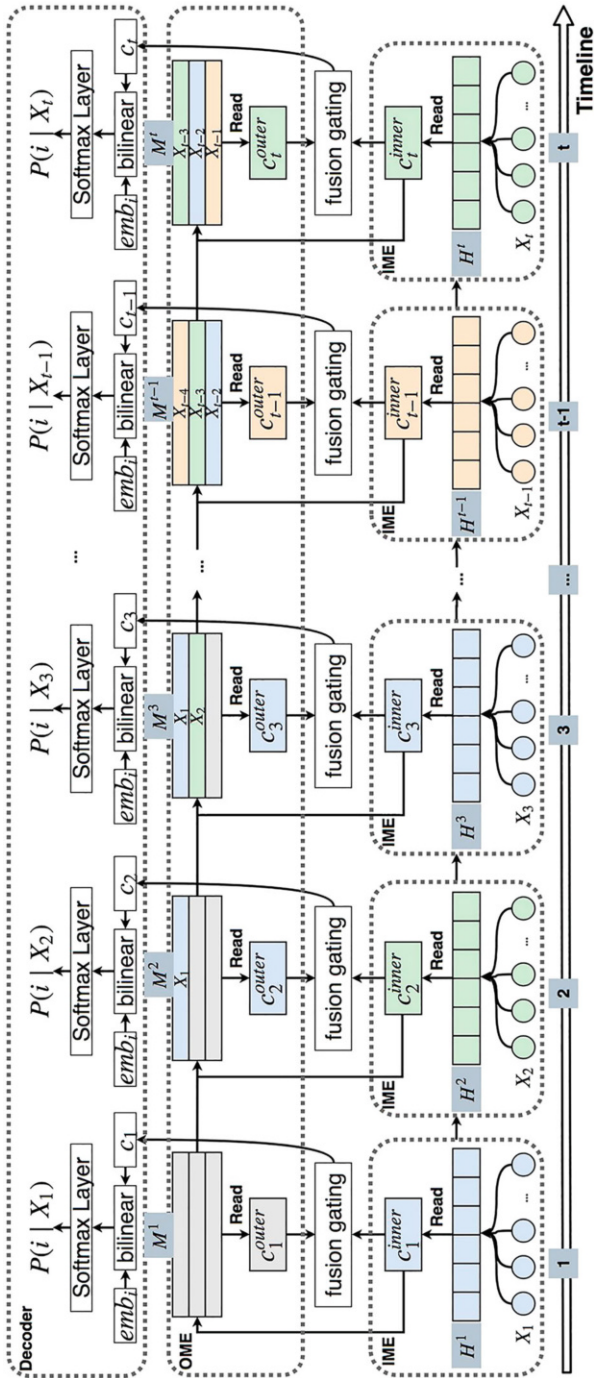 Decoder
P(i | X_1) P(i | X_2) P(i | X_3) ... P(i | X_{t-1}) P(i | X_t)
Softmax Layer Softmax Layer Softmax Layer Softmax Layer Softmax Layer
emb_i bilinear c_1 emb_i bilinear c_2 emb_i bilinear c_3 emb_i bilinear c_{t-1} emb_i bilinear c_t
OME
M^1 M^2 M^3 M^{t-1} M^t
X_1 X_1 X_{t-4} X_{t-3}
X_2 ... X_{t-3} X_{t-2}
X_{t-2} X_{t-1}
Read Read Read Read Read
c_1^{outer} c_2^{outer} c_3^{outer} c_{t-1}^{outer} c_t^{outer}
fusion gating fusion gating fusion gating fusion gating fusion gating
IME IME IME IME IME
c_1^{inner} c_2^{inner} c_3^{inner} c_{t-1}^{inner} c_t^{inner}
Read Read Read Read Read
H^1 H^2 H^3 ... H^{t-1} H^t
X_1 ... X_2 ... X_3 ... X_{t-1} ... X_t ...
1 2 3 ... t-1 t
Timeline